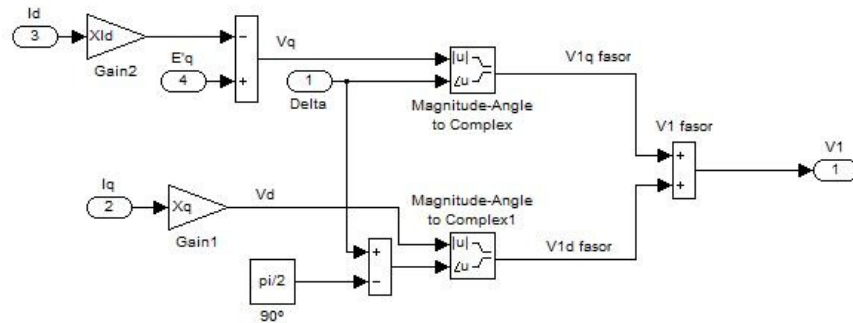 Id
3
XId
Gain2
E'q
4
−
+
Vq
1
Delta
|u|
∠u
Magnitude-Angle
to Complex
V1q fasor
V1 fasor
+
+
V1
1
Iq
2
Xq
Gain1
Vd
Magnitude-Angle
to Complex1
|u|
∠u
V1d fasor
+
−
pi/2
90º